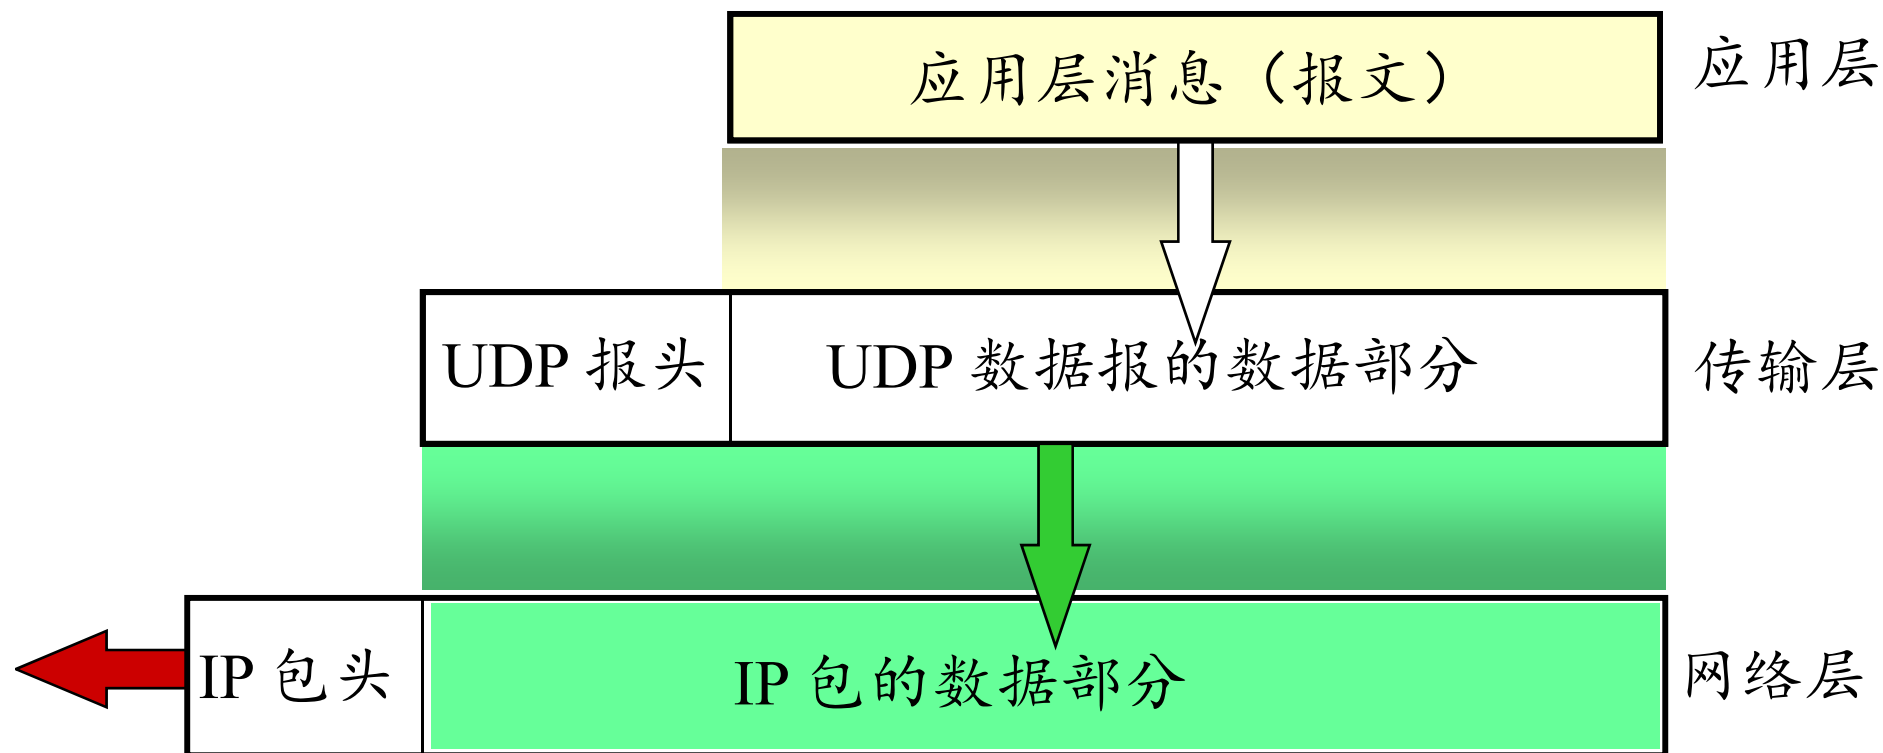 应用层消息（报文） 应用层
UDP 报头 UDP 数据报的数据部分 传输层
IP 包头 IP 包的数据部分 网络层